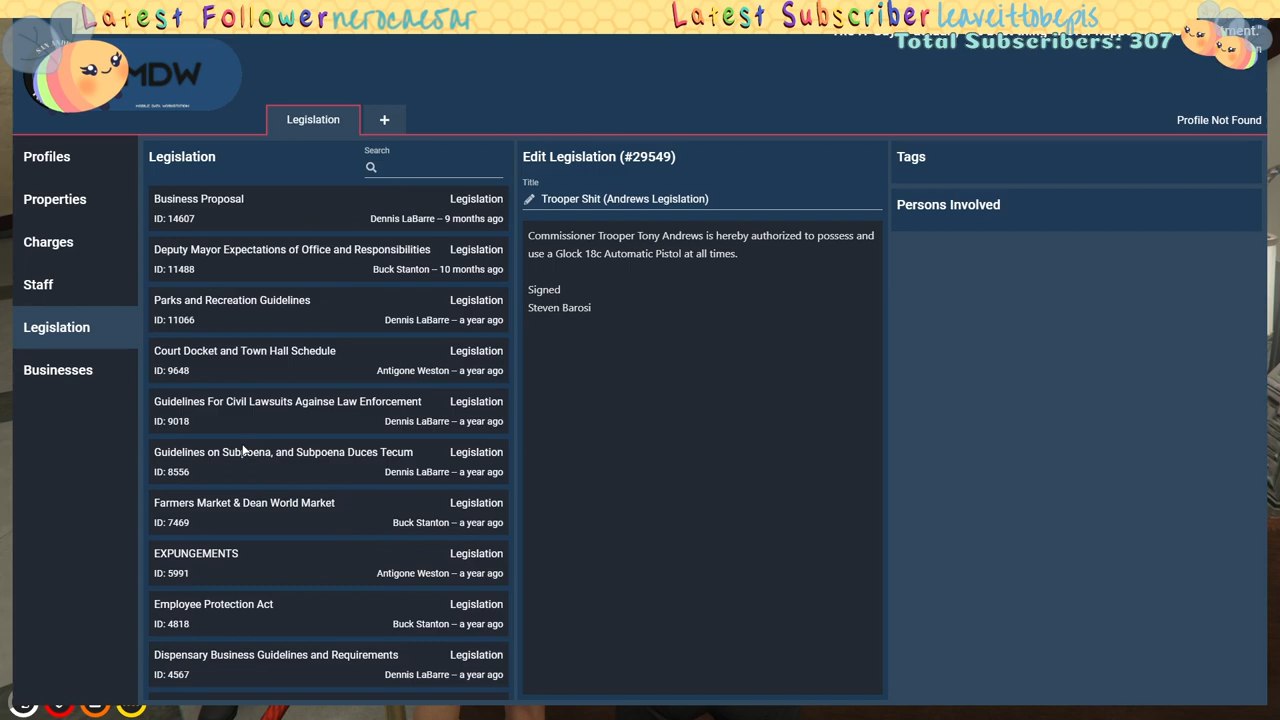 Latest Follower nerocaesar
Latest Subscriber leaveittobepis
Total Subscribers: 307
ment."
MDW
MOBILE DATA WORKSTATION
Legislation
+
Profile Not Found
Profiles
Properties
Charges
Staff
Legislation
Businesses
Legislation
Search
Business Proposal Legislation
ID: 14607 Dennis LaBarre – 9 months ago
Deputy Mayor Expectations of Office and Responsibilities Legislation
ID: 11488 Buck Stanton – 10 months ago
Parks and Recreation Guidelines Legislation
ID: 11066 Dennis LaBarre – a year ago
Court Docket and Town Hall Schedule Legislation
ID: 9648 Antigone Weston – a year ago
Guidelines For Civil Lawsuits Againse Law Enforcement Legislation
ID: 9018 Dennis LaBarre – a year ago
Guidelines on Subpoena, and Subpoena Duces Tecum Legislation
ID: 8556 Dennis LaBarre – a year ago
Farmers Market & Dean World Market Legislation
ID: 7469 Buck Stanton – a year ago
EXPUNGEMENTS Legislation
ID: 5991 Antigone Weston – a year ago
Employee Protection Act Legislation
ID: 4818 Buck Stanton – a year ago
Dispensary Business Guidelines and Requirements Legislation
ID: 4567 Dennis LaBarre – a year ago
Edit Legislation (#29549)
Title
Trooper Shit (Andrews Legislation)
Commissioner Trooper Tony Andrews is hereby authorized to possess and
use a Glock 18c Automatic Pistol at all times.
Signed
Steven Barosi
Tags
Persons Involved